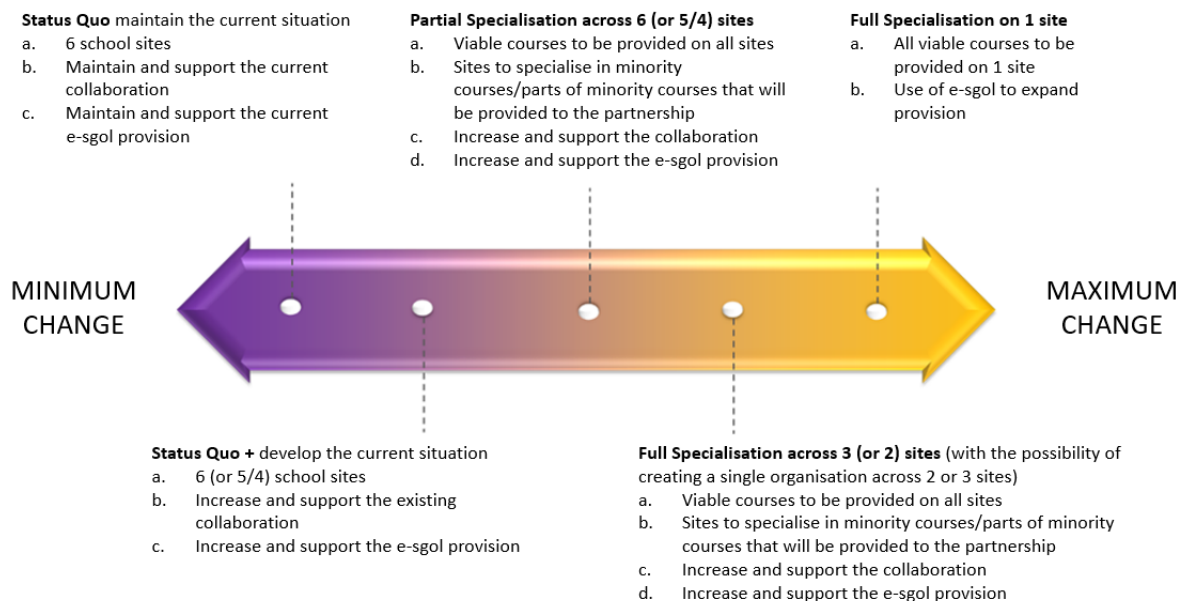 Status Quo maintain the current situation
a. 6 school sites
b. Maintain and support the current
collaboration
c. Maintain and support the current
e-sgol provision
Partial Specialisation across 6 (or 5/4) sites
a. Viable courses to be provided on all sites
b. Sites to specialise in minority
courses/parts of minority courses that will
be provided to the partnership
c. Increase and support the collaboration
d. Increase and support the e-sgol provision
Full Specialisation on 1 site
a. All viable courses to be
provided on 1 site
b. Use of e-sgol to expand
provision
MINIMUM
CHANGE
MAXIMUM
CHANGE
Status Quo + develop the current situation
a. 6 (or 5/4) school sites
b. Increase and support the existing
collaboration
c. Increase and support the e-sgol provision
Full Specialisation across 3 (or 2) sites (with the possibility of
creating a single organisation across 2 or 3 sites)
a. Viable courses to be provided on all sites
b. Sites to specialise in minority courses/parts of minority
courses that will be provided to the partnership
c. Increase and support the collaboration
d. Increase and support the e-sgol provision